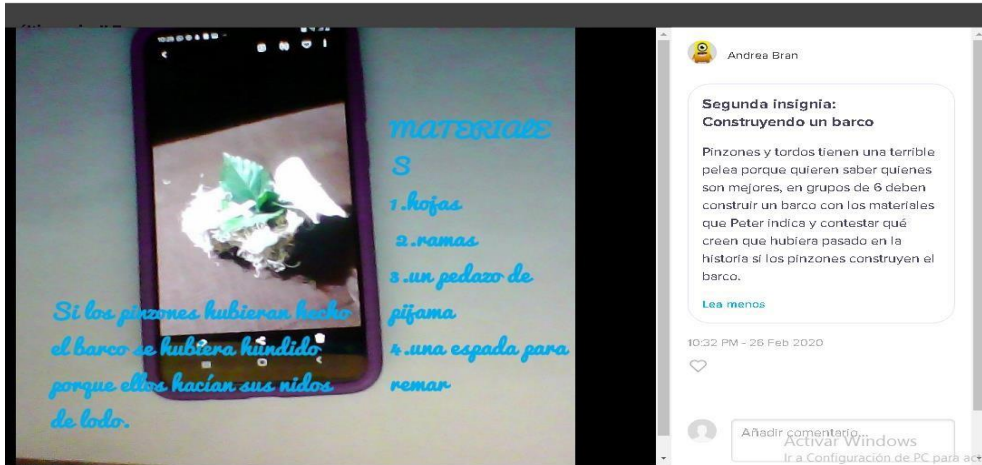 MATERIALE
S
1.hojas
2.ramas
3.un pedazo de
pijama
4.una espada para
remar
Si los pinzones hubieran hecho
el barco se hubiera hundido
porque ellos hacían sus nidos
de lodo.
Andrea Bran
Segunda insignia:
Construyendo un barco
Pinzones y tordos tienen una terrible
pelea porque quieren saber quienes
son mejores, en grupos de 6 deben
construir un barco con los materiales
que Peter indica y contestar qué
creen que hubiera pasado en la
historia si los pinzones construyen el
barco.
Lea menos
10:32 PM - 26 Feb 2020
Añadir comentario...
Activar Windows
Ir a Configuración de PC para act